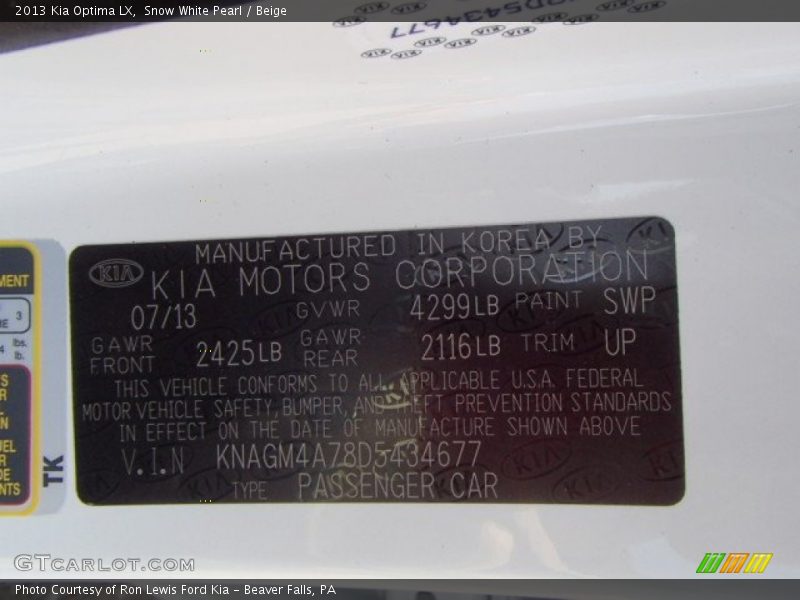 2013 Kia Optima LX, Snow White Pearl / Beige
MANUFACTURED IN KOREA BY
KIA KIA MOTORS CORPORATION
07/13 GVWR 4299LB PAINT SWP
GAWR FRONT 2425LB GAWR REAR 2116LB TRIM UP
THIS VEHICLE CONFORMS TO ALL APPLICABLE U.S.A. FEDERAL
MOTOR VEHICLE SAFETY, BUMPER, AND THEFT PREVENTION STANDARDS
IN EFFECT ON THE DATE OF MANUFACTURE SHOWN ABOVE
V.I.N KNAGM4A78D5434677
TYPE PASSENGER CAR
TK
GTCARLOT.COM
Photo Courtesy of Ron Lewis Ford Kia – Beaver Falls, PA